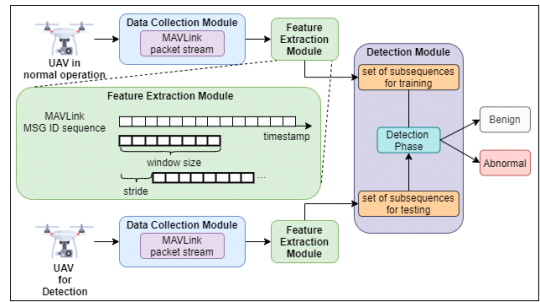 UAV in
normal operation
Data Collection Module
MAVLink
packet stream
Feature
Extraction
Module
Detection Module
set of subsequences
for training
Detection
Phase
Benign
Abnormal
set of subsequences
for testing
Feature Extraction Module
MAVLink
MSG ID sequence
timestamp
window size
stride
...
UAV
for
Detection
Data Collection Module
MAVLink
packet stream
Feature
Extraction
Module